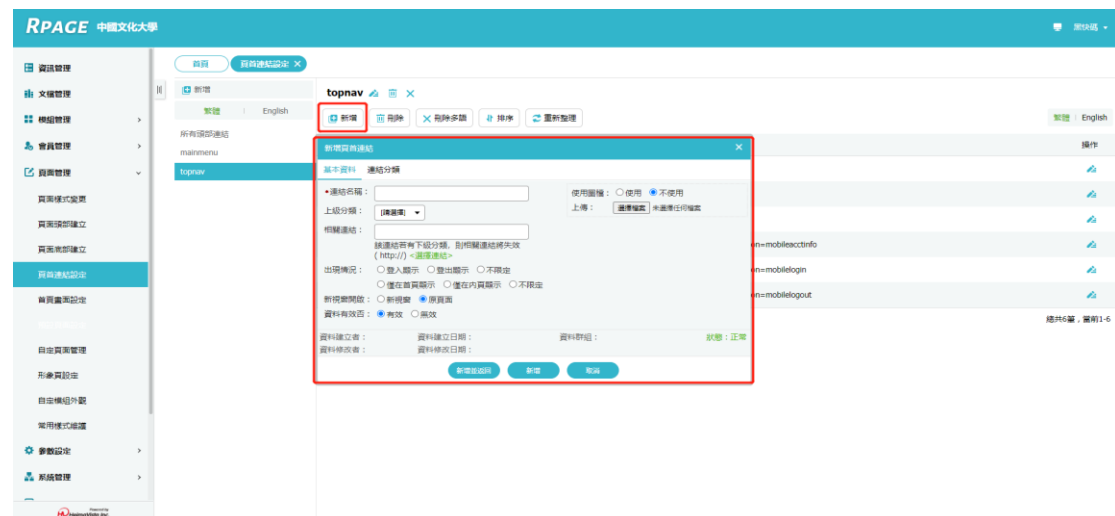 RPAGE 中國文化大學
資訊管理
文檔管理
模組管理
會員管理
頁面管理
頁面樣式變更
頁面頭部建立
頁面底部建立
頁首連結設定
首頁畫面設定
自定頁面管理
形象頁設定
自定模組外觀
常用樣式維護
參數設定
系統管理
Powered by
首頁
頁首連結設定
新增
繁體 | English
所有頭部連結
mainmenu
topnav
topnav
新增
刪除
刪除多語
排序
重新整理
繁體 | English
操作
新增頁首連結
基本資料 連結分類
•連結名稱：
使用圖檔： 使用 不使用
上級分類： [請選擇]
上傳： 選擇檔案 未選擇任何檔案
相關連結：
該連結若有下級分類，則相關連結將失效
( http://) <選擇連結>
出現情況： 登入顯示 登出顯示 不限定
僅在首頁顯示 僅在內頁顯示 不限定
新視窗開啟： 新視窗 原頁面
資料有效否： 有效 無效
資料建立者： 資料建立日期： 資料群組： 狀態：正常
資料修改者： 資料修改日期：
新增並返回 新增 取消
on=mobileacctinfo
on=mobilelogin
on=mobilelogout
總共6筆，當前1-6